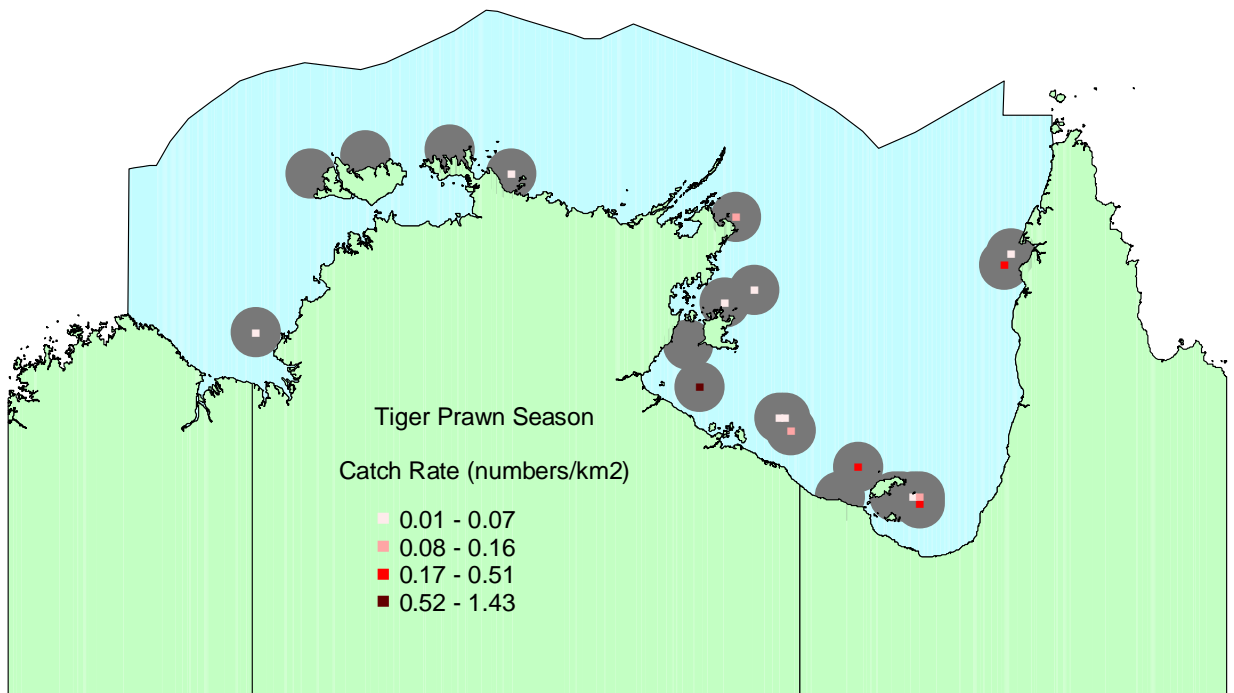 Tiger Prawn Season
Catch Rate (numbers/km2)
0.01 - 0.07
0.08 - 0.16
0.17 - 0.51
0.52 - 1.43